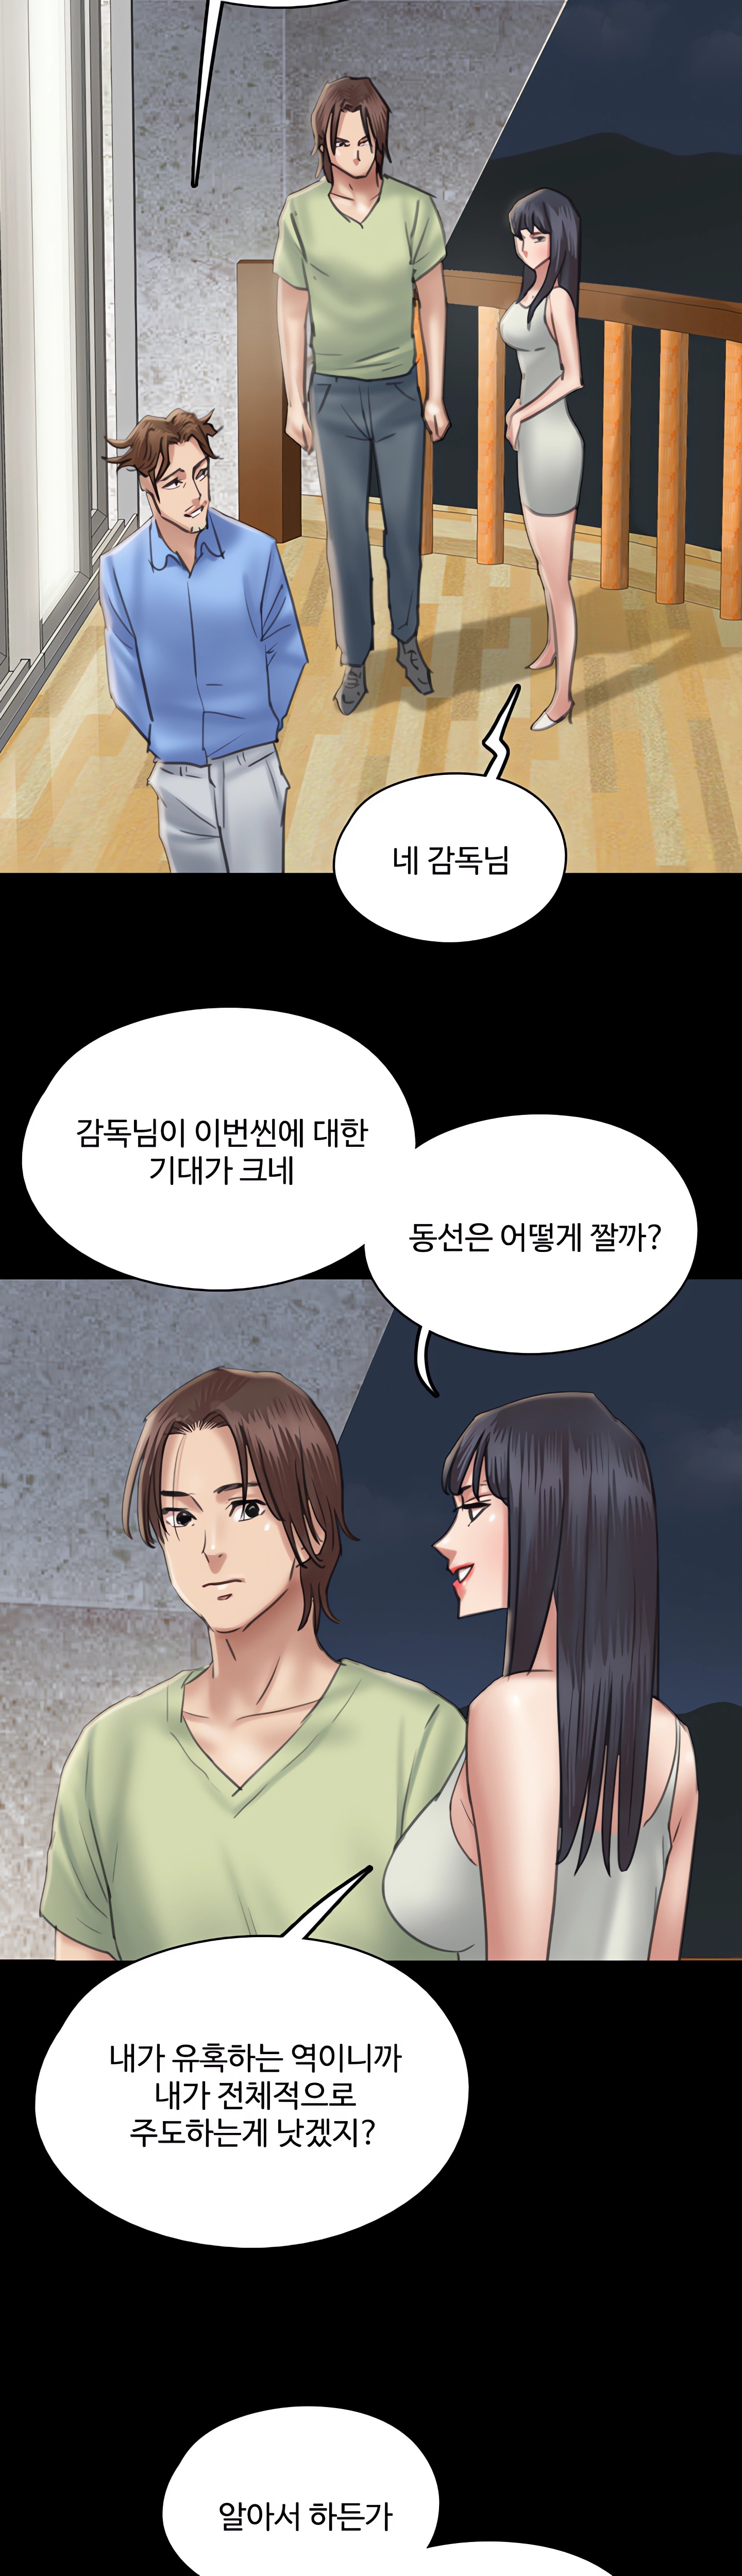 네 감독님
감독님이 이번씬에 대한
기대가 크네
동선은 어떻게 짤까?
내가 유혹하는 역이니까
내가 전체적으로
주도하는게 낫겠지?
알아서 하든가